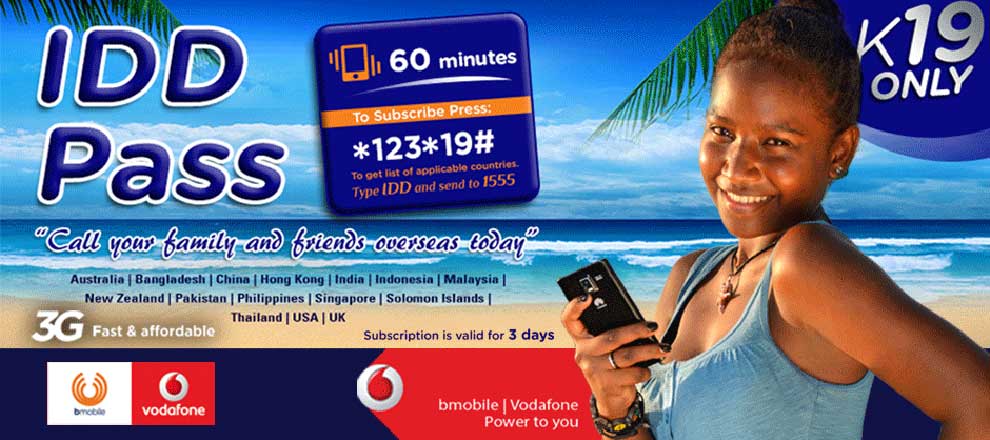 IDD
Pass
60 minutes
To Subscribe Press:
*123*19#
To get list of applicable countries.
Type IDD and send to 1555
K19
ONLY
"Call your family and friends overseas today"
Australia || Bangladesh | China | Hong Kong | India | Indonesia | Malaysia |
New Zealand | Pakistan | Philippines | Singapore | Solomon Islands |
Thailand || USA | UK
3G Fast & affordable
Subscription is valid for 3 days
bmobile
vodafone
bmobile | Vodafone
Power to you